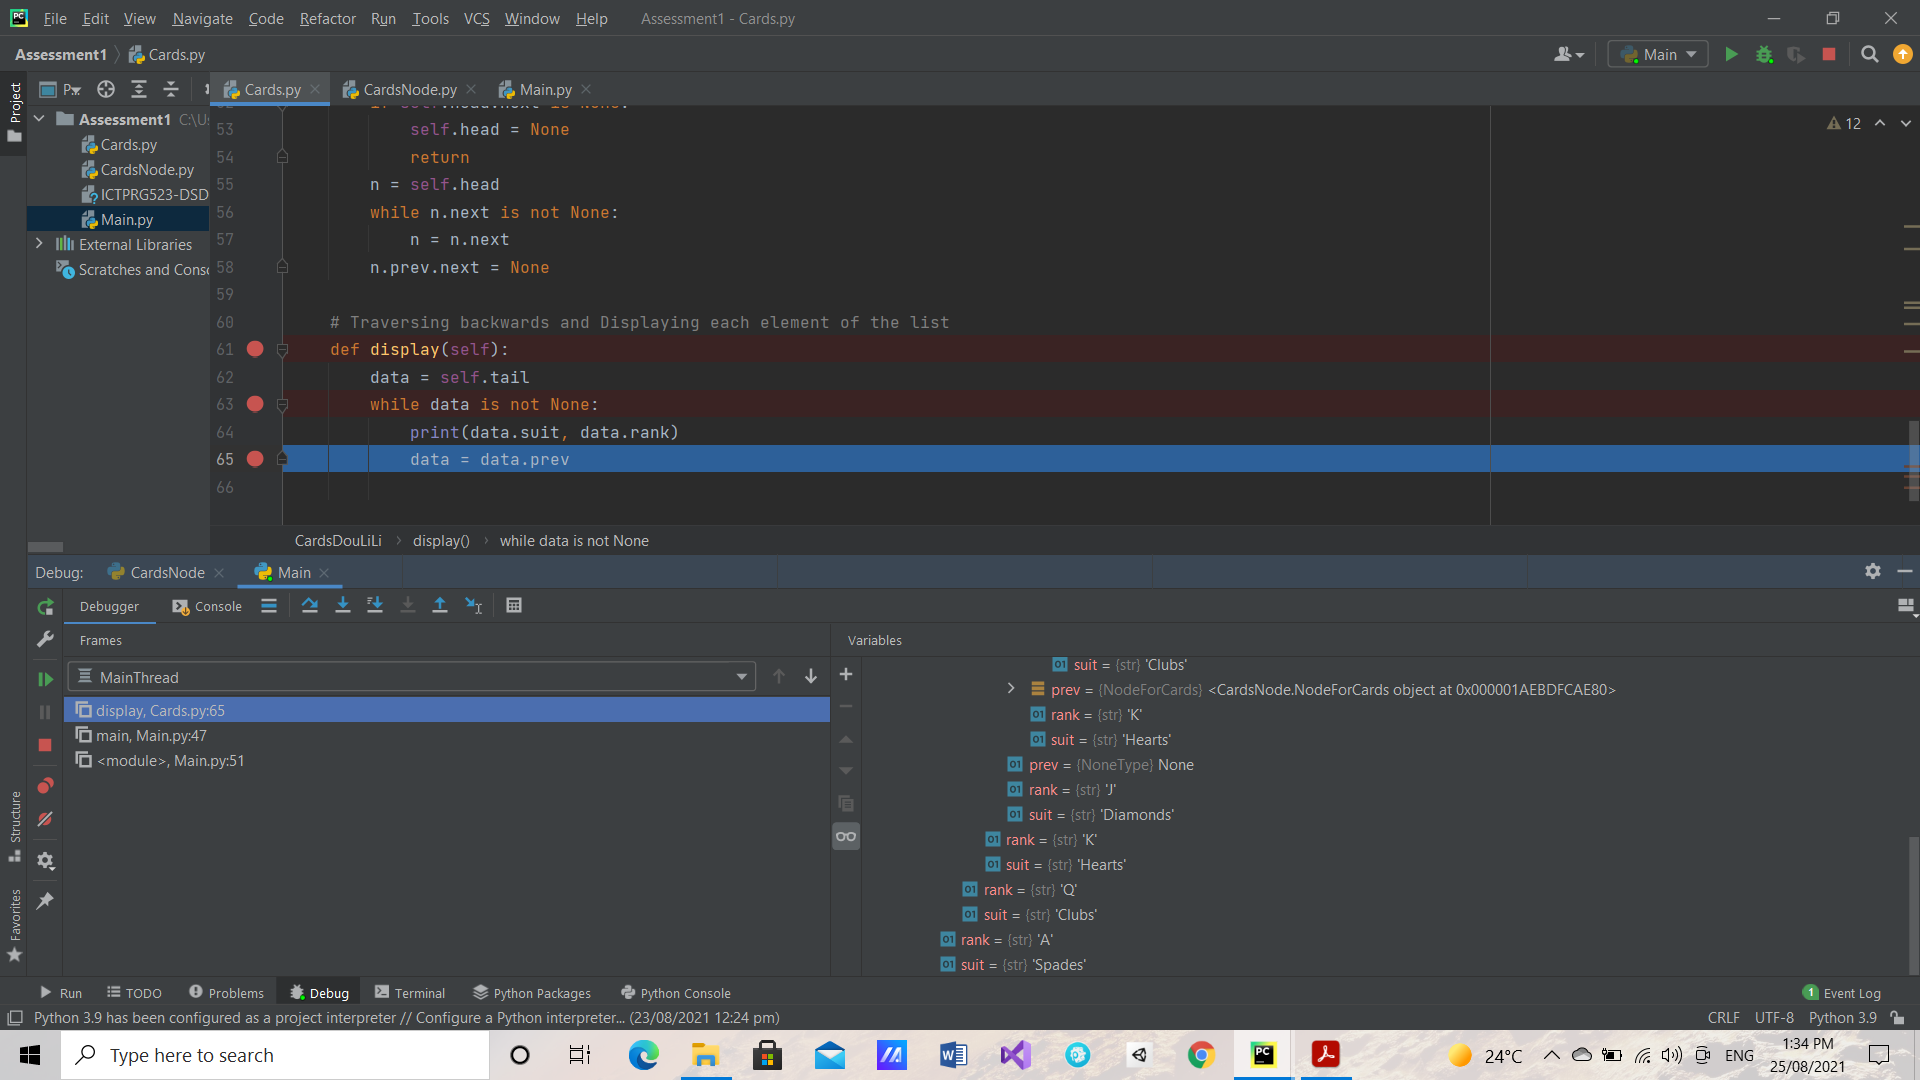 File Edit View Navigate Code Refactor Run Tools VCS Window Help Assessment1 - Cards.py
Assessment1 Cards.py Main
Project
P Cards.py CardsNode.py Main.py
Assessment1 C:\Us
Cards.py
CardsNode.py
ICTPRG523-DSD
Main.py
External Libraries
Scratches and Conso
12
53 self.head = None
54 return
55 n = self.head
56 while n.next is not None:
57 n = n.next
58 n.prev.next = None
59
60 # Traversing backwards and Displaying each element of the list
61 def display(self):
62 data = self.tail
63 while data is not None:
64 print(data.suit, data.rank)
65 data = data.prev
66
CardsDouLiLi display() while data is not None
Debug: CardsNode Main
Debugger Console
Frames
MainThread
display, Cards.py:65
main, Main.py:47
<module>, Main.py:51
Variables
suit = {str} 'Clubs'
prev = {NodeForCards} <CardsNode.NodeForCards object at 0x000001AEBDFCAE80>
rank = {str} 'K'
suit = {str} 'Hearts'
prev = {NoneType} None
rank = {str} 'J'
suit = {str} 'Diamonds'
rank = {str} 'K'
suit = {str} 'Hearts'
rank = {str} 'Q'
suit = {str} 'Clubs'
rank = {str} 'A'
suit = {str} 'Spades'
Structure
Favorites
Run TODO Problems Debug Terminal Python Packages Python Console 1 Event Log
Python 3.9 has been configured as a project interpreter // Configure a Python interpreter... (23/08/2021 12:24 pm) CRLF UTF-8 Python 3.9
Type here to search
24°C ENG
1:34 PM
25/08/2021